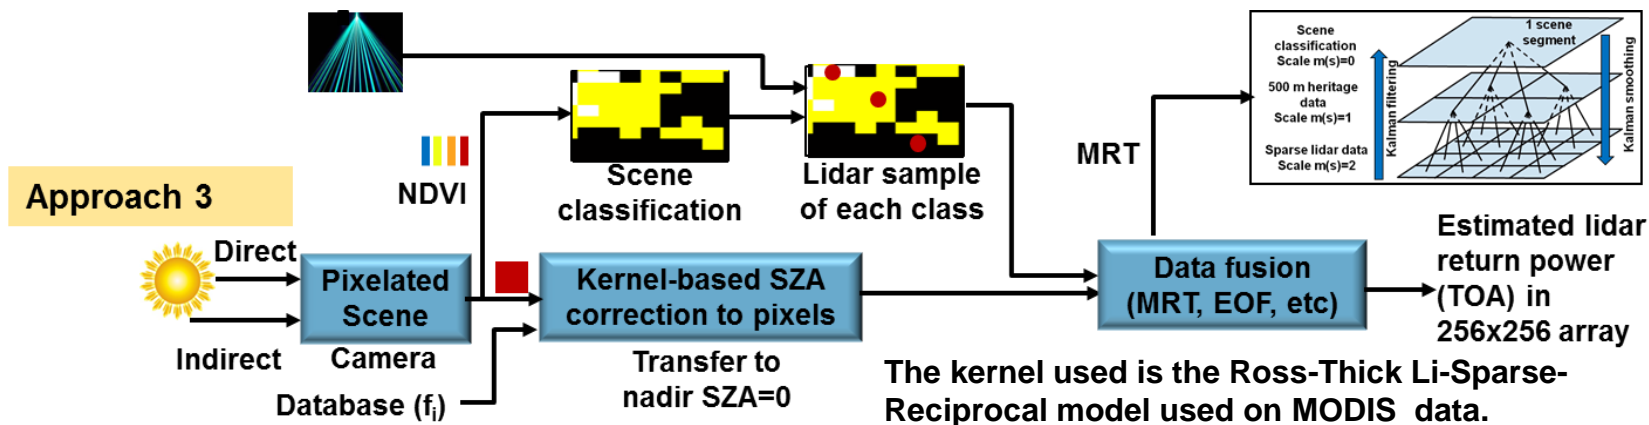 Approach 3
Direct
Indirect
Pixelated
Scene
Camera
Database (fi)
NDVI
Scene
classification
Lidar sample
of each class
Kernel-based SZA
correction to pixels
Transfer to
nadir SZA=0
MRT
Data fusion
(MRT, EOF, etc)
Scene
classification
Scale m(s)=0
500 m heritage
data
Scale m(s)=1
Sparse lidar data
Scale m(s)=2
Kalman filtering
1 scene
segment
Kalman smoothing
Estimated lidar
return power
(TOA) in
256x256 array
The kernel used is the Ross-Thick Li-Sparse-
Reciprocal model used on MODIS data.